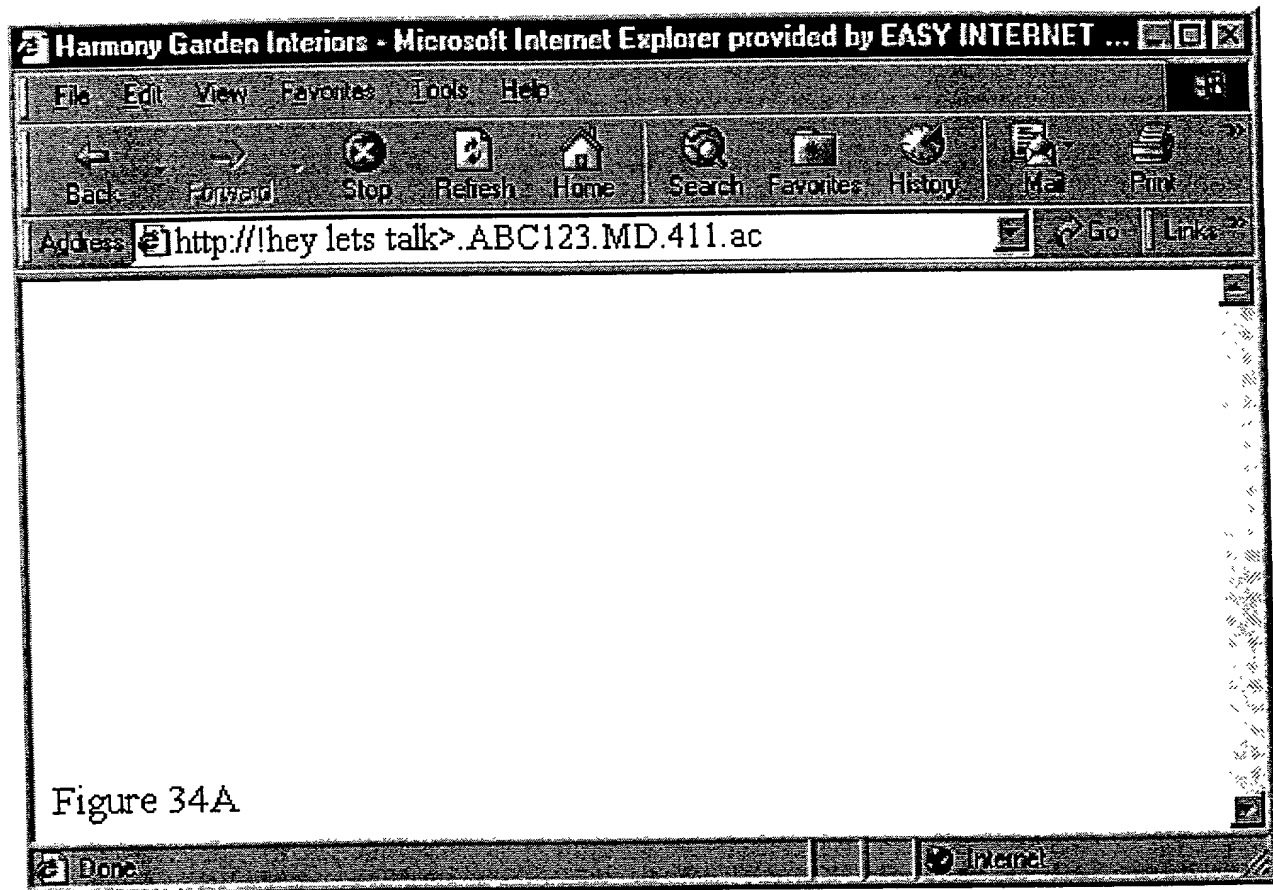 Harmony Garden Interiors - Microsoft Internet Explorer provided by EASY INTERNET ...
File Edit View Favorites Tools Help
Back Forward Stop Refresh Home Search Favorites History Mail Print
Address http://!hey lets talk>.ABC123.MD.411.ac Go Links
Figure 34A
Done Internet